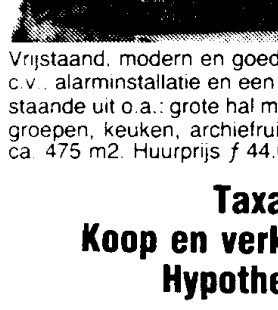 Vrijstaand, modern en goed
c.v., alarminstallatie en een
staande uit o.a.: grote hal m
groepen, keuken, archiefrui
ca. 475 m2. Huurprijs ƒ 44.
Taxa
Koop en verk
Hypothe